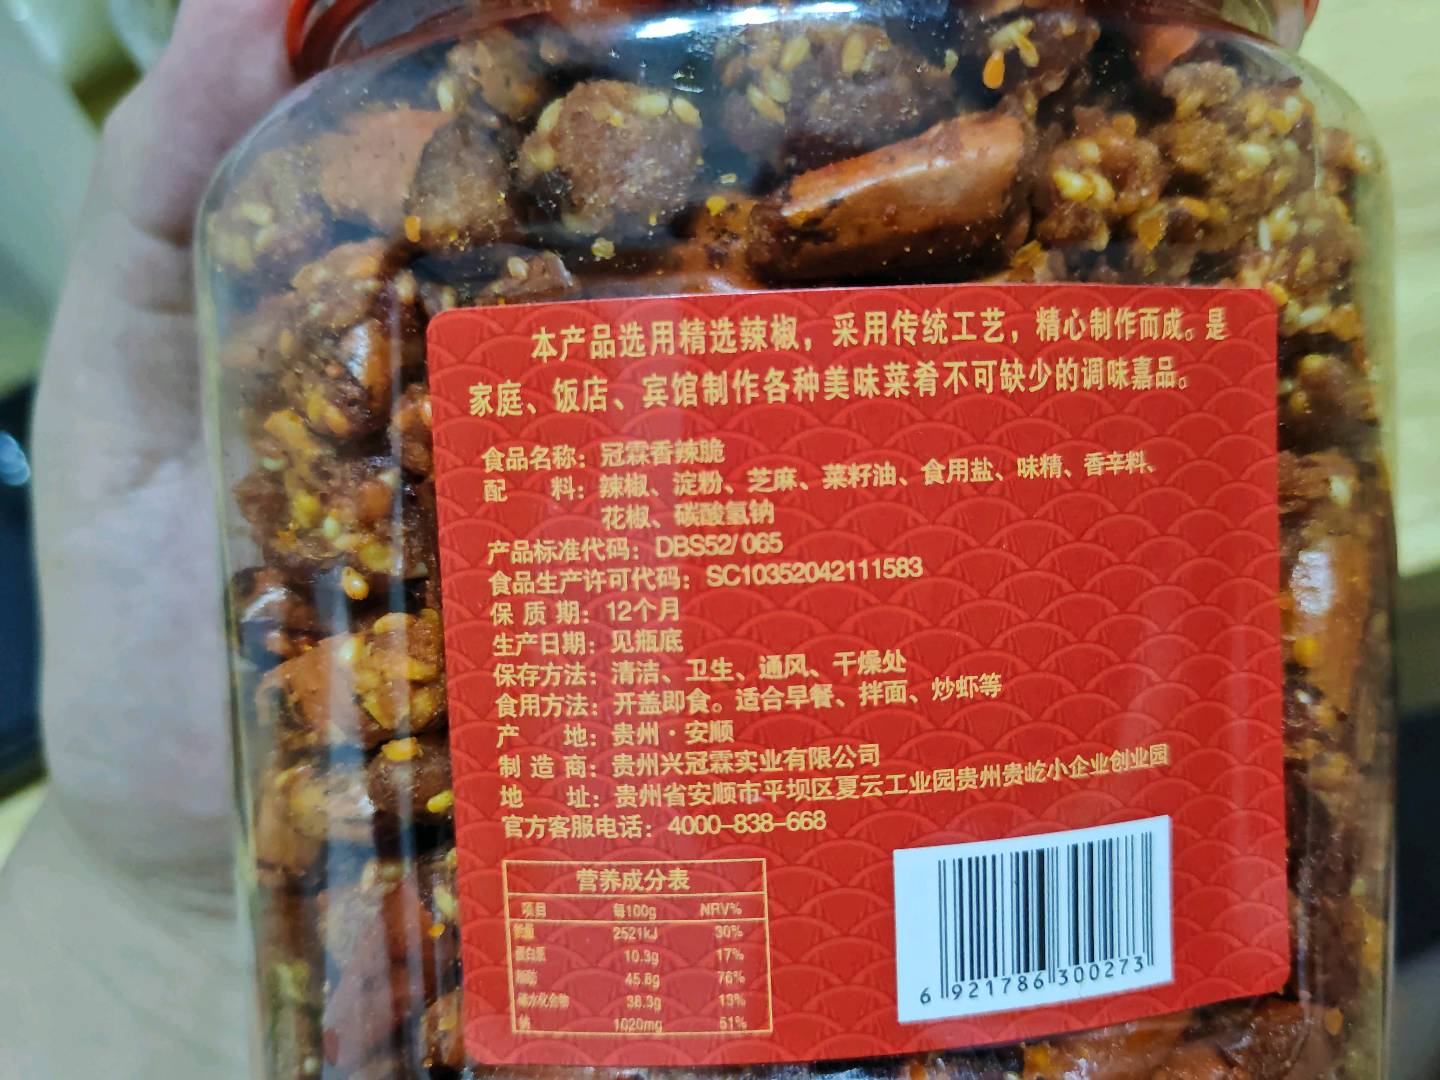 本产品选用精选辣椒，采用传统工艺，精心制作而成。是
家庭、饭店、宾馆制作各种美味菜肴不可缺少的调味嘉品。
食品名称：冠霖香辣脆
配 料：辣椒、淀粉、芝麻、菜籽油、食用盐、味精、香辛料、
花椒、碳酸氢钠
产品标准代码：DBS52/065
食品生产许可代码：SC10352042111583
保质期：12个月
生产日期：见瓶底
保存方法：清洁、卫生、通风、干燥处
食用方法：开盖即食。适合早餐、拌面、炒虾等
产 地：贵州·安顺
制造商：贵州兴冠霖实业有限公司
地 址：贵州省安顺市平坝区夏云工业园贵州贵屹小企业创业园
官方客服电话：4000-838-668
营养成分表
项目 每100g NRV%
能量 2521kJ 30%
蛋白质 10.3g 17%
脂肪 45.8g 76%
碳水化合物 38.3g 13%
钠 1020mg 51%
6 921786 300273